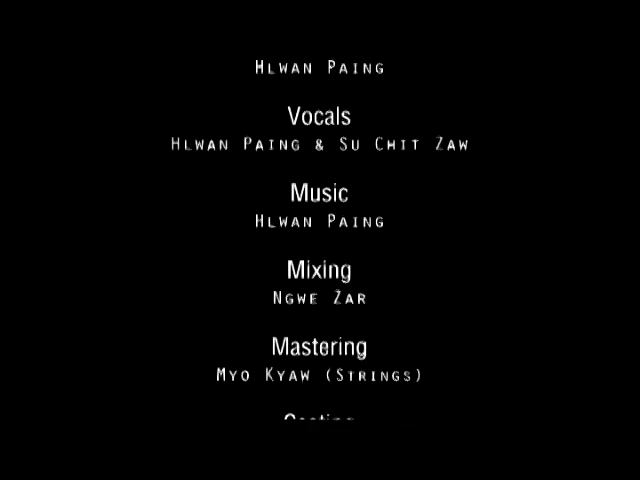 Hlwan Paing
Vocals
Hlwan Paing & Su Chit Zaw
Music
Hlwan Paing
Mixing
Ngwe Zar
Mastering
Myo Kyaw (Strings)